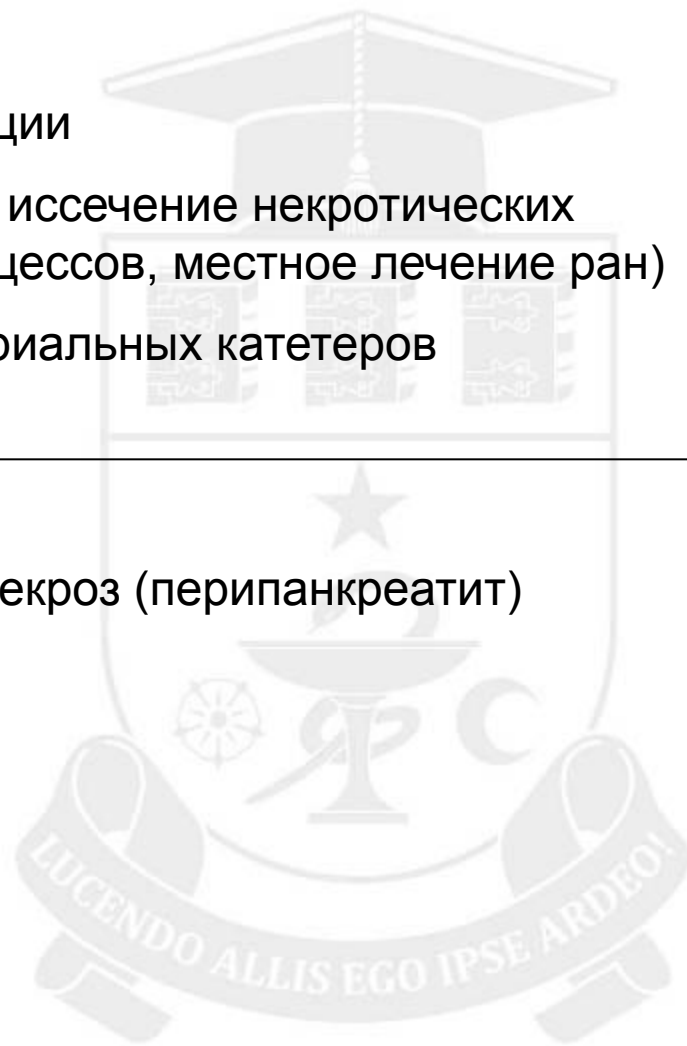 ции
иссечение некротических
цессов, местное лечение ран)
риальных катетеров
екроз (перипанкреатит)
LUCENDO ALLIS EGO IPSE ARDEO!